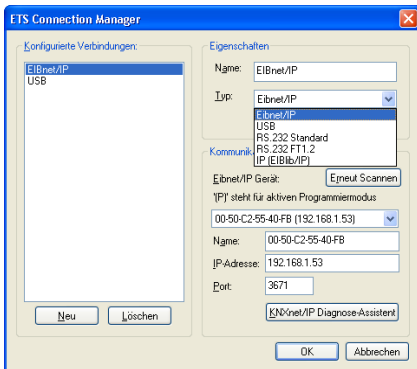 ETS Connection Manager
Konfigurierte Verbindungen:
EIBnet/IP
USB
Neu
Löschen
Eigenschaften
Name:
EIBnet/IP
Typ:
Eibnet/IP
Eibnet/IP
USB
RS.232 Standard
RS.232 FT1.2
IP (EIBlib/IP)
Kommunik
Eibnet/IP Gerät:
Erneut Scannen
'(P)' steht für aktiven Programmiermodus
00-50-C2-55-40-FB (192.168.1.53)
Name:
00-50-C2-55-40-FB
IP-Adresse:
192.168.1.53
Port:
3671
KNXnet/IP Diagnose-Assistent
OK
Abbrechen